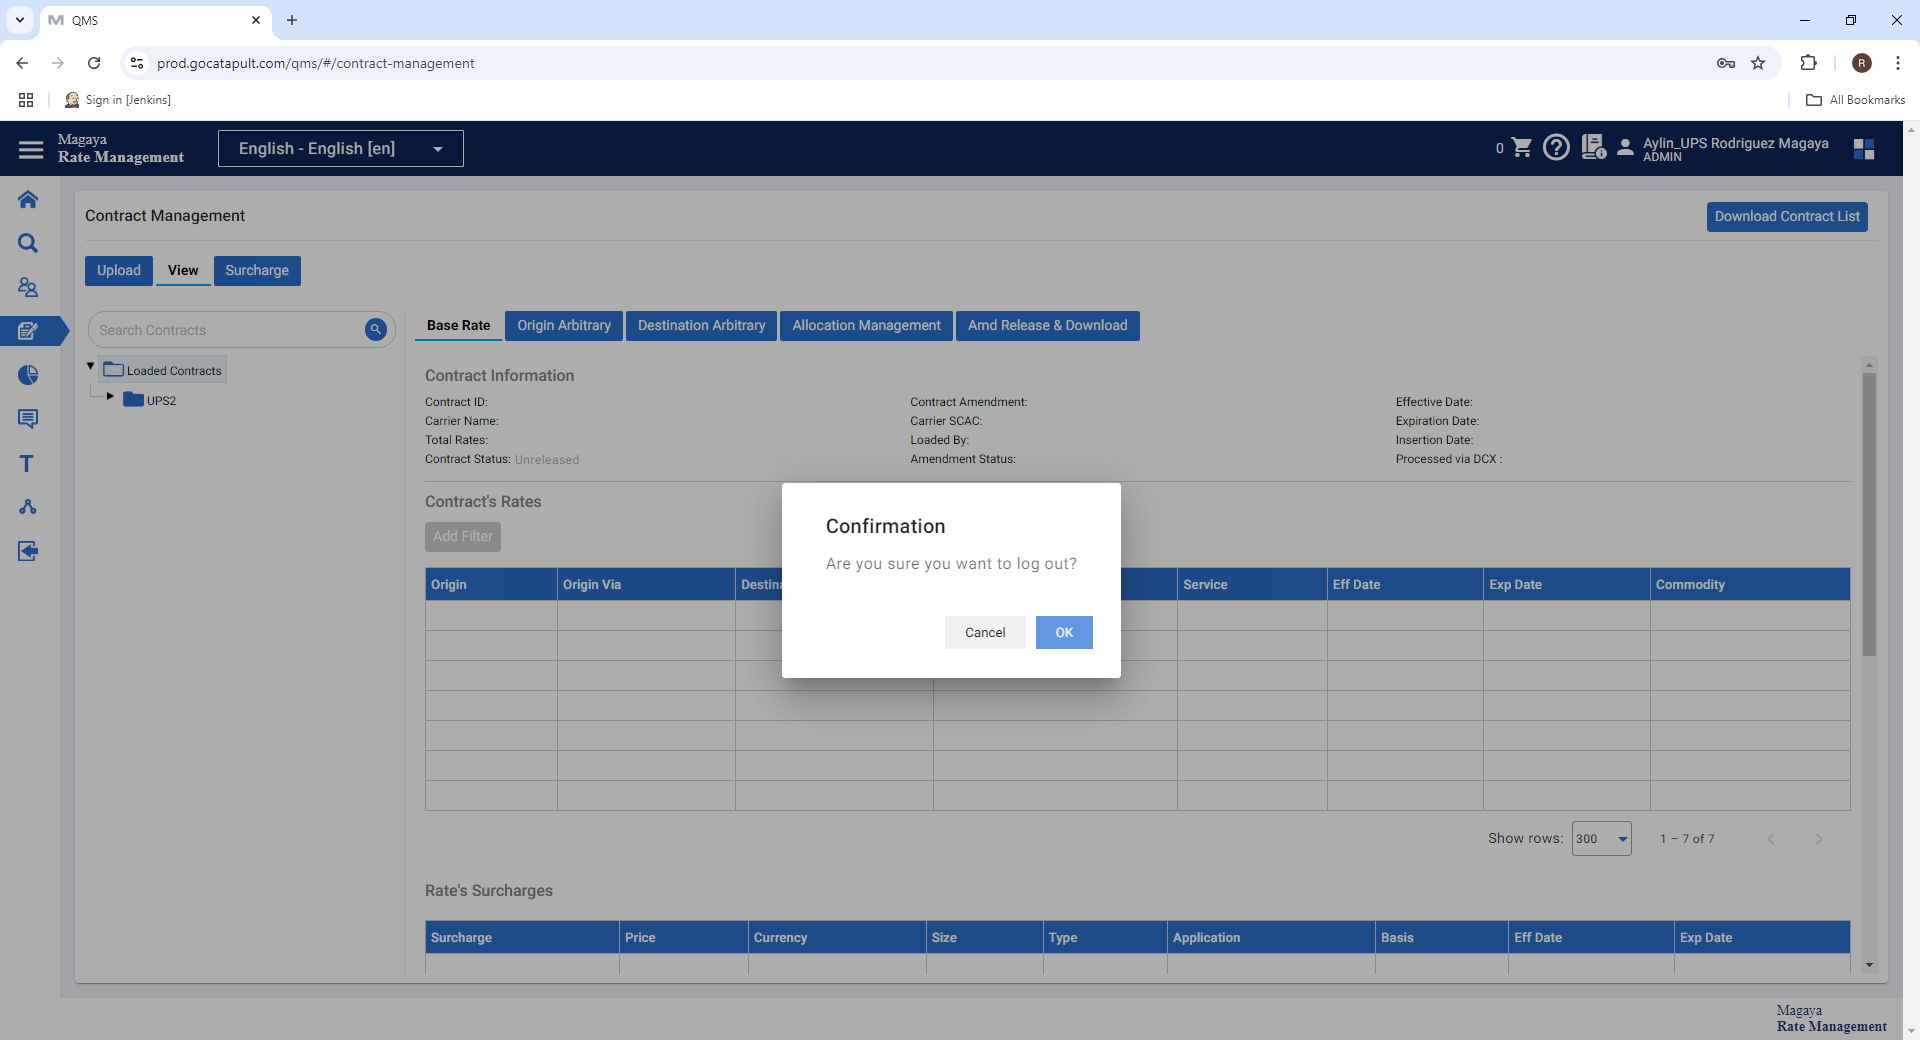 QMS
prod.gocatapult.com/qms/#/contract-management
R
Sign in [Jenkins]
All Bookmarks
Magaya
Rate Management
English - English [en]
0
Aylin_UPS Rodriguez Magaya
ADMIN
Contract Management
Download Contract List
Upload
View
Surcharge
Search Contracts
Base Rate
Origin Arbitrary
Destination Arbitrary
Allocation Management
Amd Release & Download
Loaded Contracts
UPS2
T
Contract Information
Contract ID:
Contract Amendment:
Effective Date:
Carrier Name:
Carrier SCAC:
Expiration Date:
Total Rates:
Loaded By:
Insertion Date:
Contract Status: Unreleased
Amendment Status:
Processed via DCX :
Contract's Rates
Add Filter
Confirmation
Are you sure you want to log out?
Cancel
OK
Origin
Origin Via
Destina
Service
Eff Date
Exp Date
Commodity
Show rows: 300
1 – 7 of 7
Rate's Surcharges
Surcharge
Price
Currency
Size
Type
Application
Basis
Eff Date
Exp Date
Magaya
Rate Management